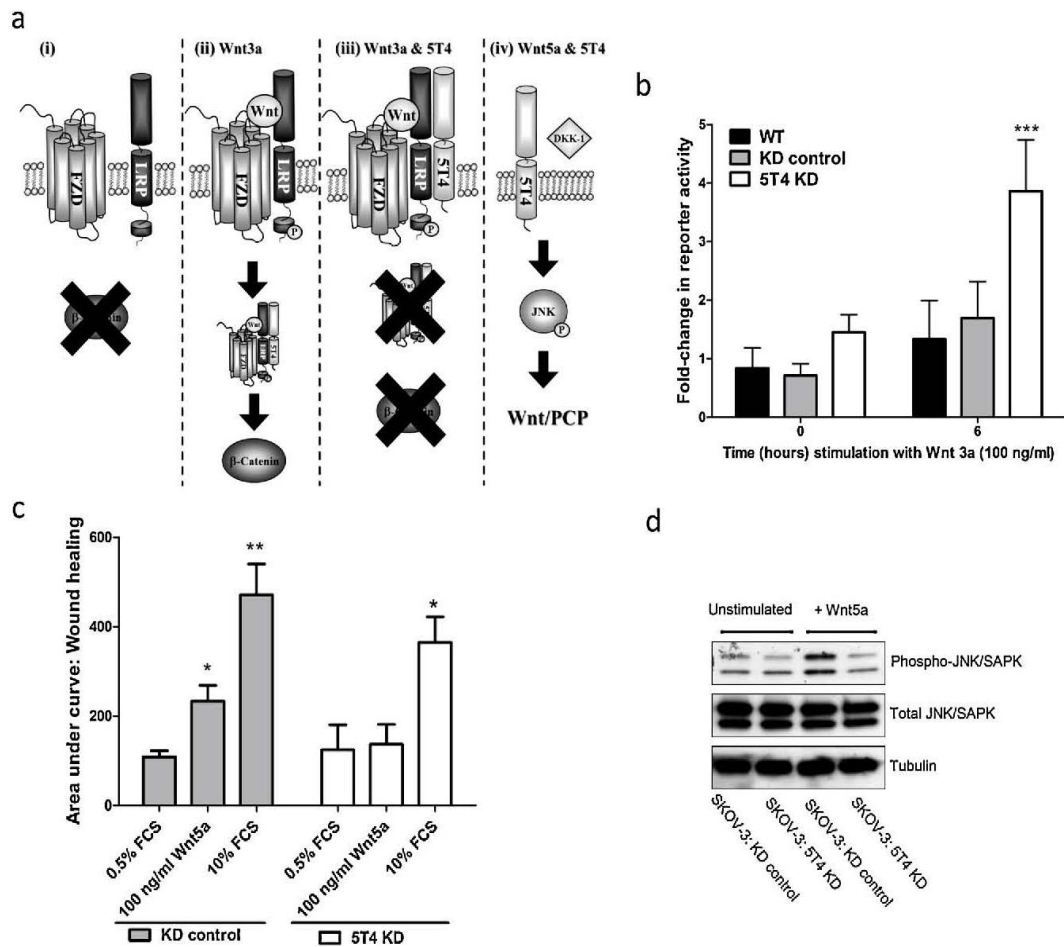 a
(i)
(ii) Wnt3a
(iii) Wnt3a & 5T4
(iv) Wnt5a & 5T4
FZD
LRP
Wnt
FZD
LRP
P
Wnt
FZD
LRP
5T4
P
DKK-1
5T4
Wnt
FZD
LRP
5T4
Wnt
JNK
P
Wnt/PCP
β-Catenin
b
WT
KD control
5T4 KD
***
Fold-change in reporter activity
5
4
3
2
1
0
0
6
Time (hours) stimulation with Wnt 3a (100 ng/ml)
c
Area under curve: Wound healing
600
400
200
0
*
**
*
0.5% FCS
100 ng/ml Wnt5a
10% FCS
0.5% FCS
100 ng/ml Wnt5a
10% FCS
KD control
5T4 KD
d
Unstimulated
+ Wnt5a
Phospho-JNK/SAPK
Total JNK/SAPK
Tubulin
SKOV-3: KD control
SKOV-3: 5T4 KD
SKOV-3: KD control
SKOV-3: 5T4 KD